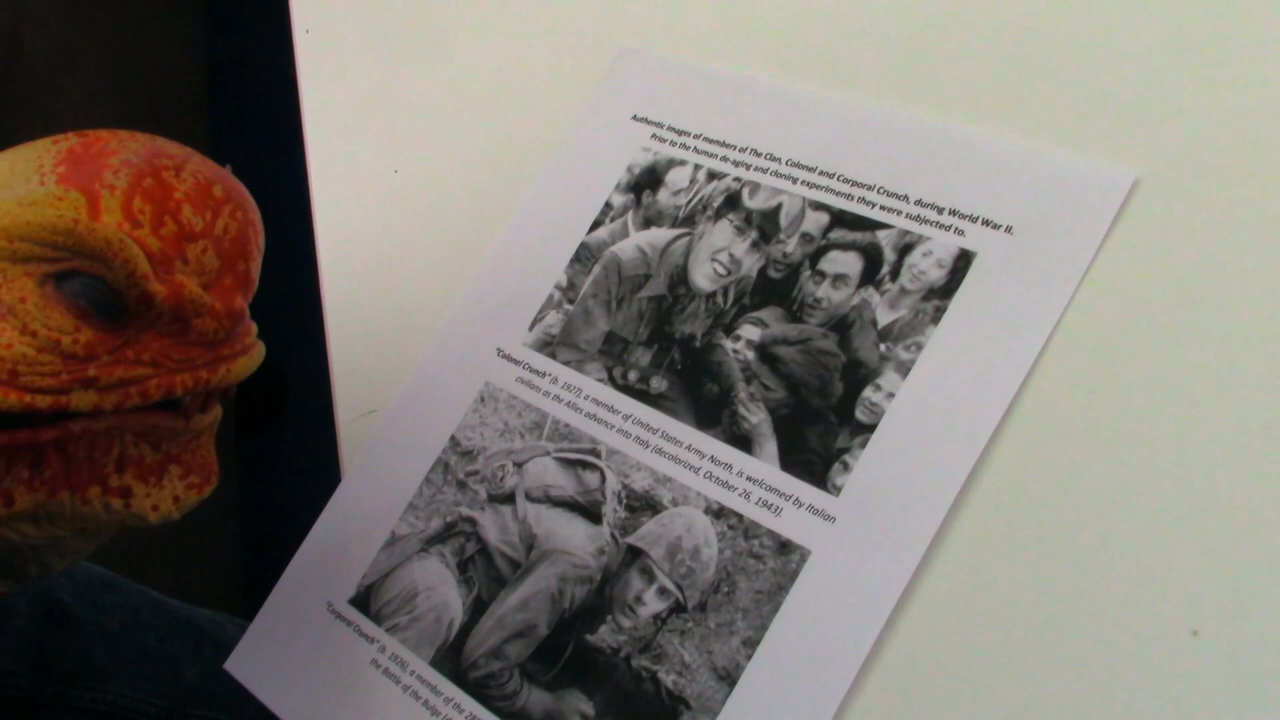 Authentic images of members of The Clan, Colonel and Corporal Crunch, during World War II.
Prior to the human de-aging and cloning experiments they were subjected to.
"Colonel Crunch" (b. 1927), a member of United States Army North, is welcomed by Italian
civilians as the Allies advance into Italy (decolorized, October 26, 1943).
"Corporal Crunch" (b. 1926), a member of the 28
the Battle of the Bulge